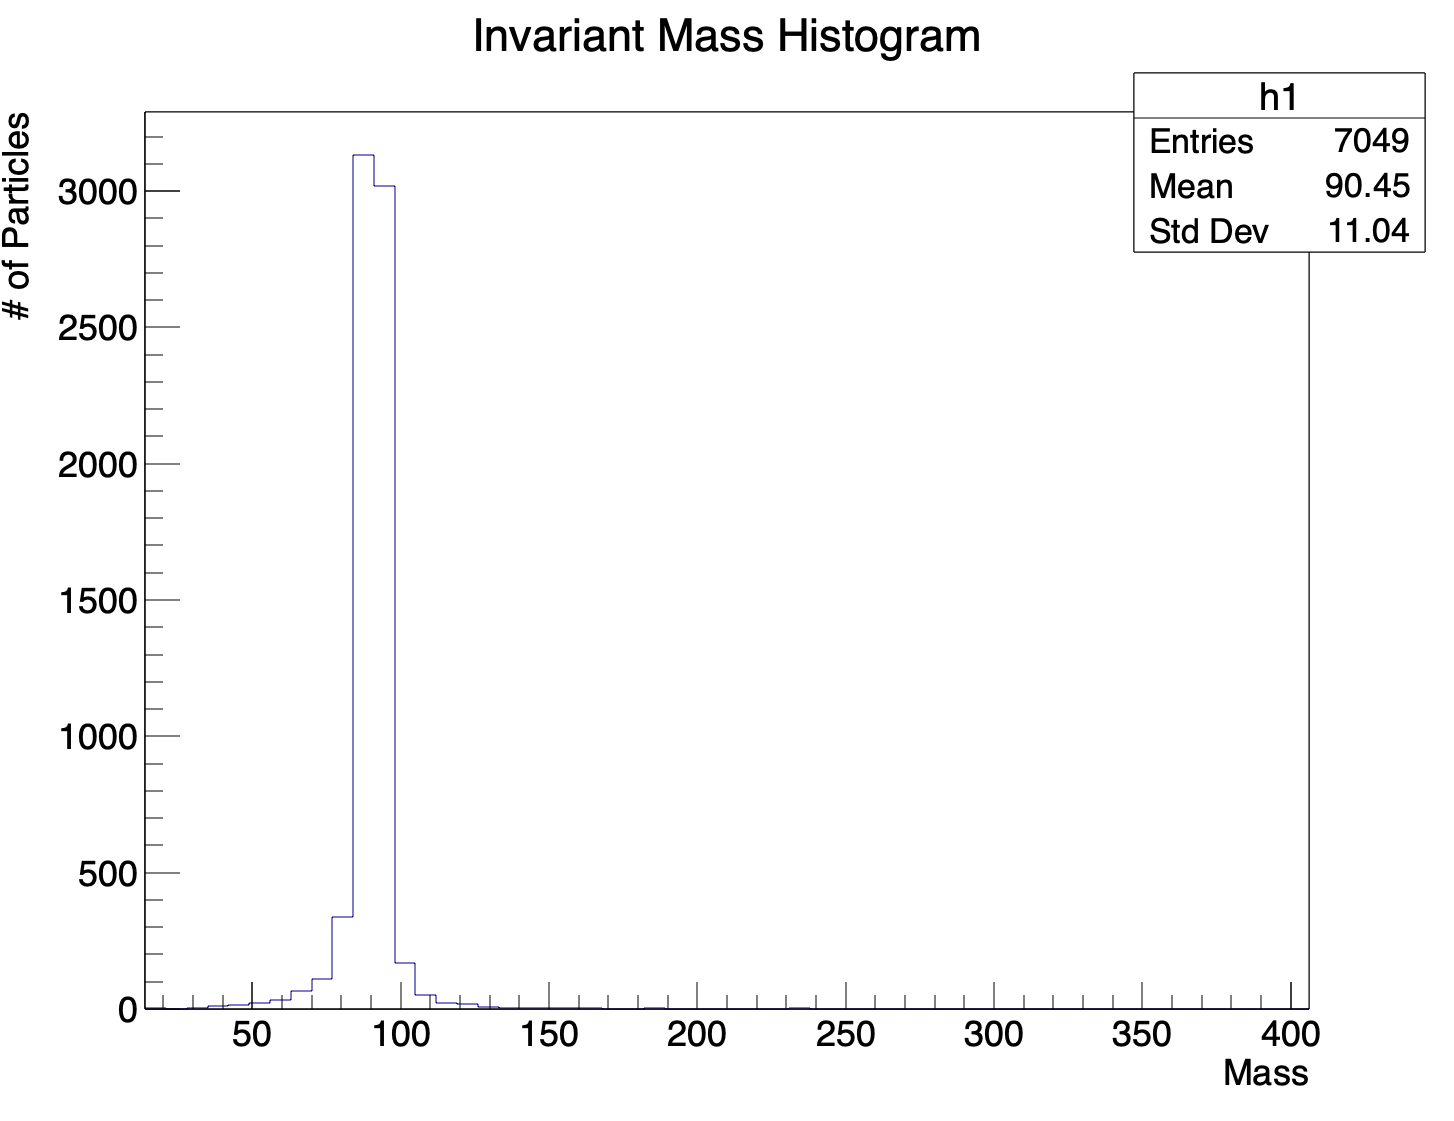 Invariant Mass Histogram
h1
Entries 7049
Mean 90.45
Std Dev 11.04
# of Particles
3000
2500
2000
1500
1000
500
0
50 100 150 200 250 300 350 400
Mass